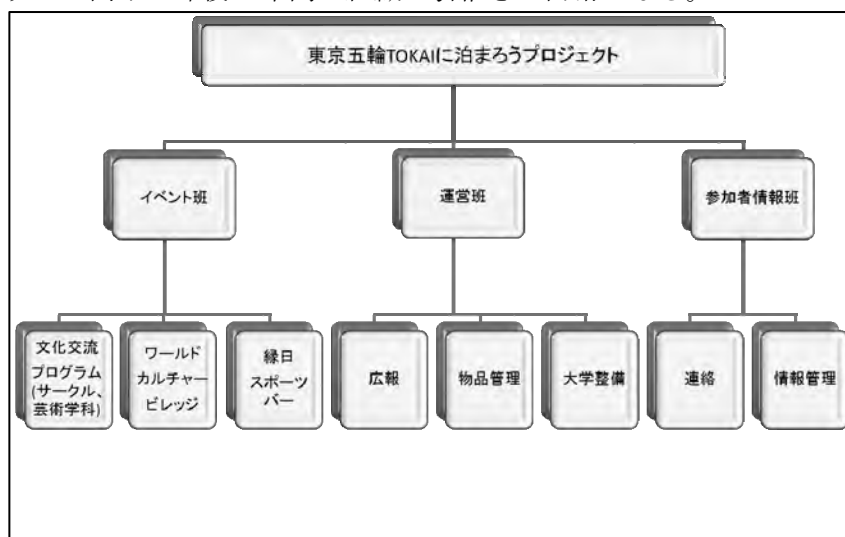 東京五輪TOKAIに泊まろうプロジェクト
イベント班
運営班
参加者情報班
文化交流
プログラム
(サークル、
芸術学科)
ワールド
カルチャー
ビレッジ
縁日
スポーツ
バー
広報
物品管理
大学整備
連絡
情報管理